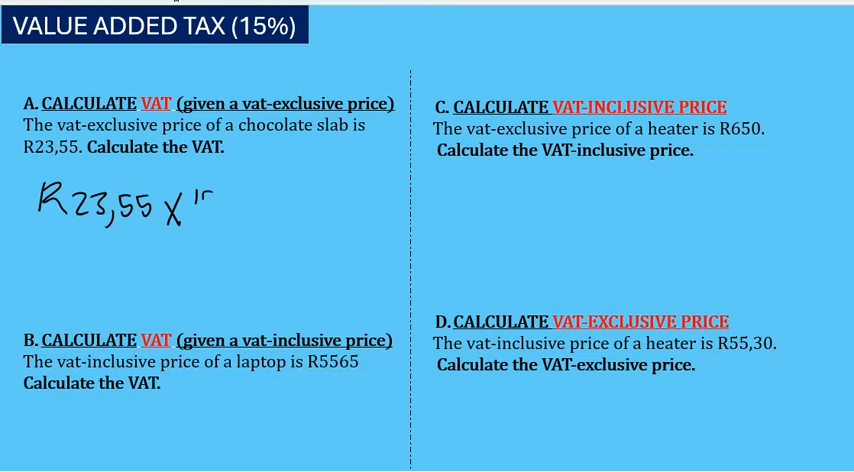 VALUE ADDED TAX (15%)
A. CALCULATE VAT (given a vat-exclusive price)
The vat-exclusive price of a chocolate slab is
R23,55. Calculate the VAT.
R23,55 X
B. CALCULATE VAT (given a vat-inclusive price)
The vat-inclusive price of a laptop is R5565
Calculate the VAT.
C. CALCULATE VAT-INCLUSIVE PRICE
The vat-exclusive price of a heater is R650.
Calculate the VAT-inclusive price.
D. CALCULATE VAT-EXCLUSIVE PRICE
The vat-inclusive price of a heater is R55,30.
Calculate the VAT-exclusive price.